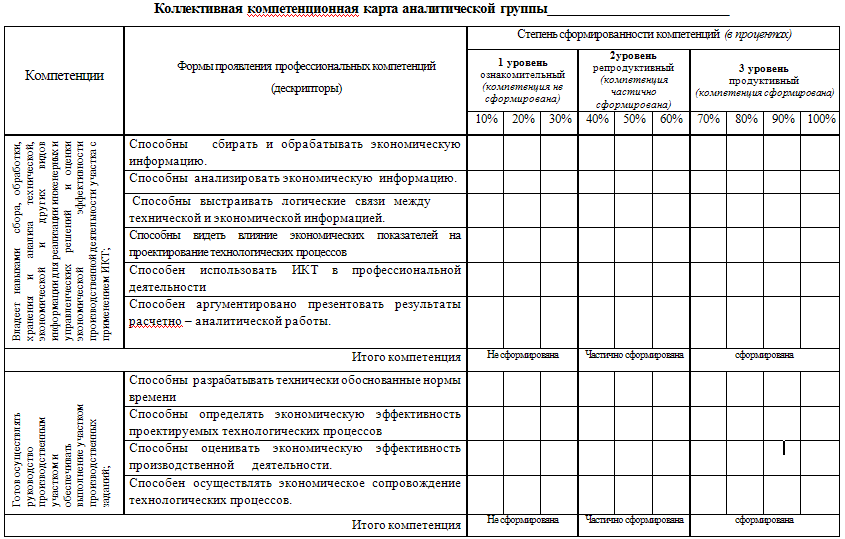 Коллективная компетенционная карта аналитической группы__________________________
Компетенции
Формы проявления профессиональных компетенций
(дескрипторы)
Степень сформированности компетенций (в процентах)
1 уровень
ознакомительный
(компетенция не
сформирована)
2уровень
репродуктивный
(компетенция
частично
сформирована)
3 уровень
продуктивный
(компетенция сформирована)
10% 20% 30% 40% 50% 60% 70% 80% 90% 100%
Владеет навыками сбора, обработки,
хранения и анализа технической,
экономической и других видов
информации для реализации инженерных и
управленческих решений и оценки
экономической эффективности
производственной деятельности участка с
применением ИКТ;
Способны сбирать и обрабатывать экономическую
информацию.
Способны анализировать экономическую информацию.
Способны выстраивать логические связи между
технической и экономической информацией.
Способны видеть влияние экономических показателей на
проектирование технологических процессов
Способен использовать ИКТ в профессиональной
деятельности
Способен аргументировано презентовать результаты
расчетно – аналитической работы.
Итого компетенция Не сформирована Частично сформирована сформирована
Готов осуществлять
руководство
производственным
участком и
обеспечивать
выполнение участком
производственных
заданий;
Способны разрабатывать технически обоснованные нормы
времени
Способны определять экономическую эффективность
проектируемых технологических процессов
Способны оценивать экономическую эффективность
производственной деятельности.
Способен осуществлять экономическое сопровождение
технологических процессов.
Итого компетенция Не сформирована Частично сформирована сформирована